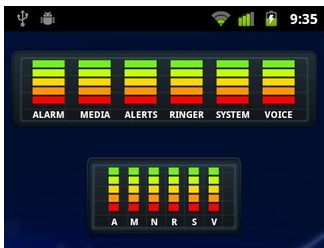 9:35
ALARM MEDIA ALERTS RINGER SYSTEM VOICE
A M N R S V